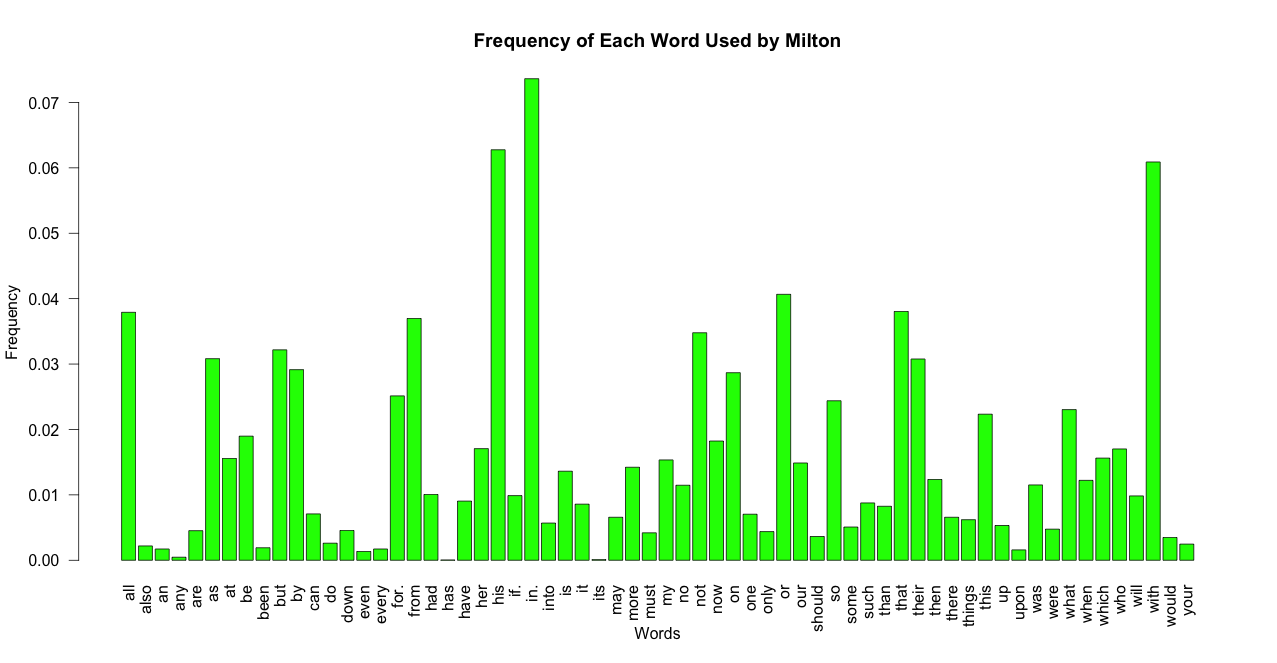 Frequency of Each Word Used by Milton
Frequency
0.07
0.06
0.05
0.04
0.03
0.02
0.01
0.00
all also an any are as at be been but by can do down even every for. from had has have her his if. in. into is it its may more must my no not now on one only or our should so some such than that their then there things this up upon was were what when which who will with would your
Words